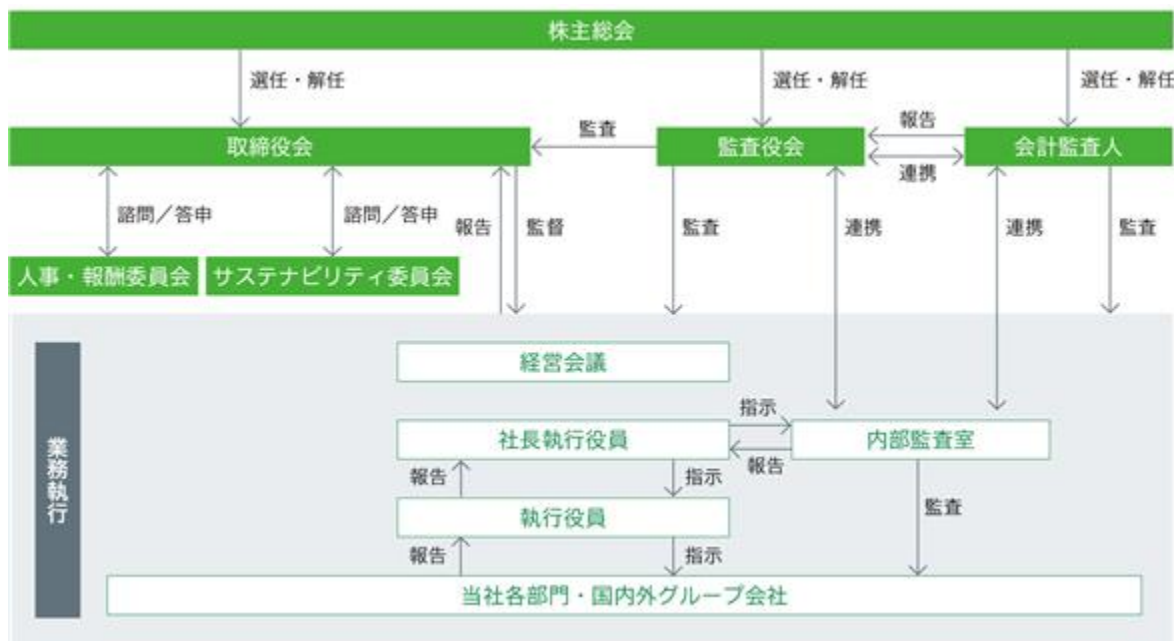 株主総会
選任・解任
選任・解任
選任・解任
取締役会
監査
監査役会
報告
連携
会計監査人
諮問／答申
諮問／答申
報告
監督
監査
連携
連携
監査
人事・報酬委員会
サステナビリティ委員会
業務執行
経営会議
社長執行役員
指示
報告
内部監査室
報告
指示
執行役員
監査
報告
指示
当社各部門・国内外グループ会社